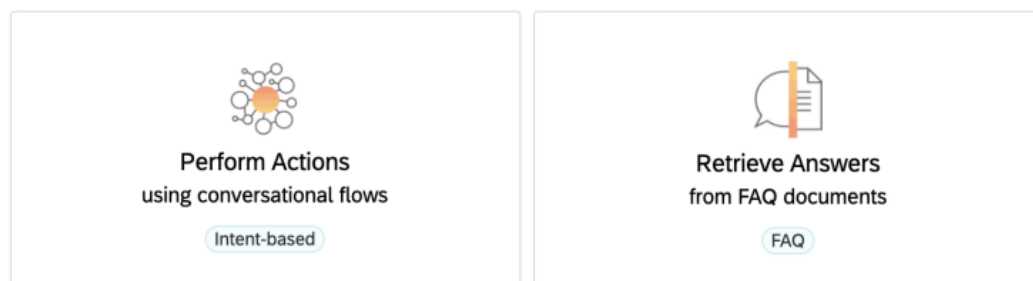 Perform Actions
using conversational flows
Intent-based
Retrieve Answers
from FAQ documents
FAQ